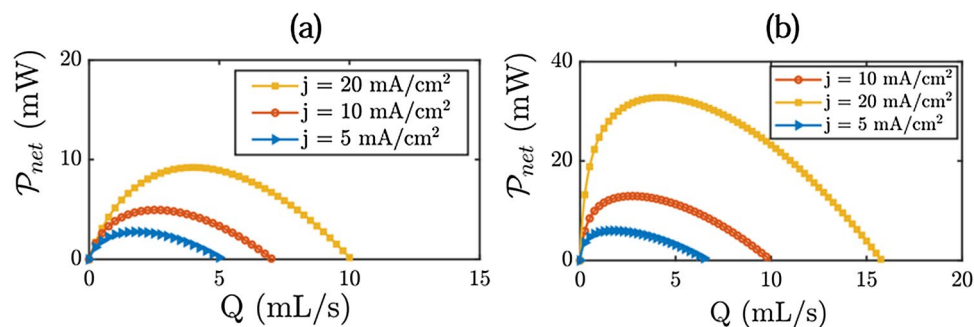 (a)
20
10
0
0
5
10
15
𝒫net (mW)
Q (mL/s)
j = 20 mA/cm²
j = 10 mA/cm²
j = 5 mA/cm²
(b)
40
20
0
0
5
10
15
20
𝒫net (mW)
Q (mL/s)
j = 10 mA/cm²
j = 20 mA/cm²
j = 5 mA/cm²